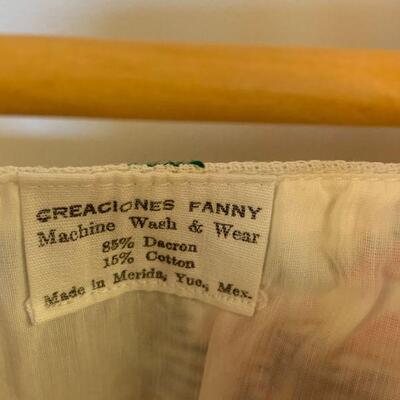 CREACIONES FANNY
Machine Wash & Wear
85% Dacron
15% Cotton
Made in Merida, Yuc., Mex.